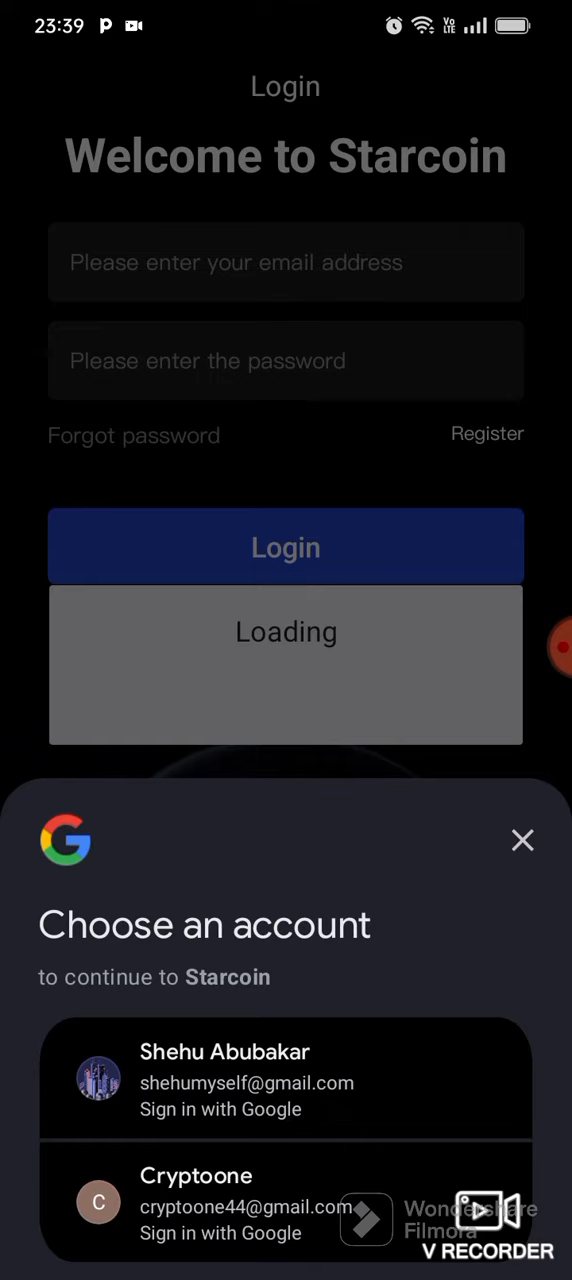 23:39
Vo
LTE
Login
Welcome to Starcoin
Please enter your email address
Please enter the password
Forgot password
Register
Login
Loading
Choose an account
to continue to Starcoin
Shehu Abubakar
shehumyself@gmail.com
Sign in with Google
Cryptoone
C
cryptoone44@gmail.com
Sign in with Google
Wondershare
Filmora
V RECORDER